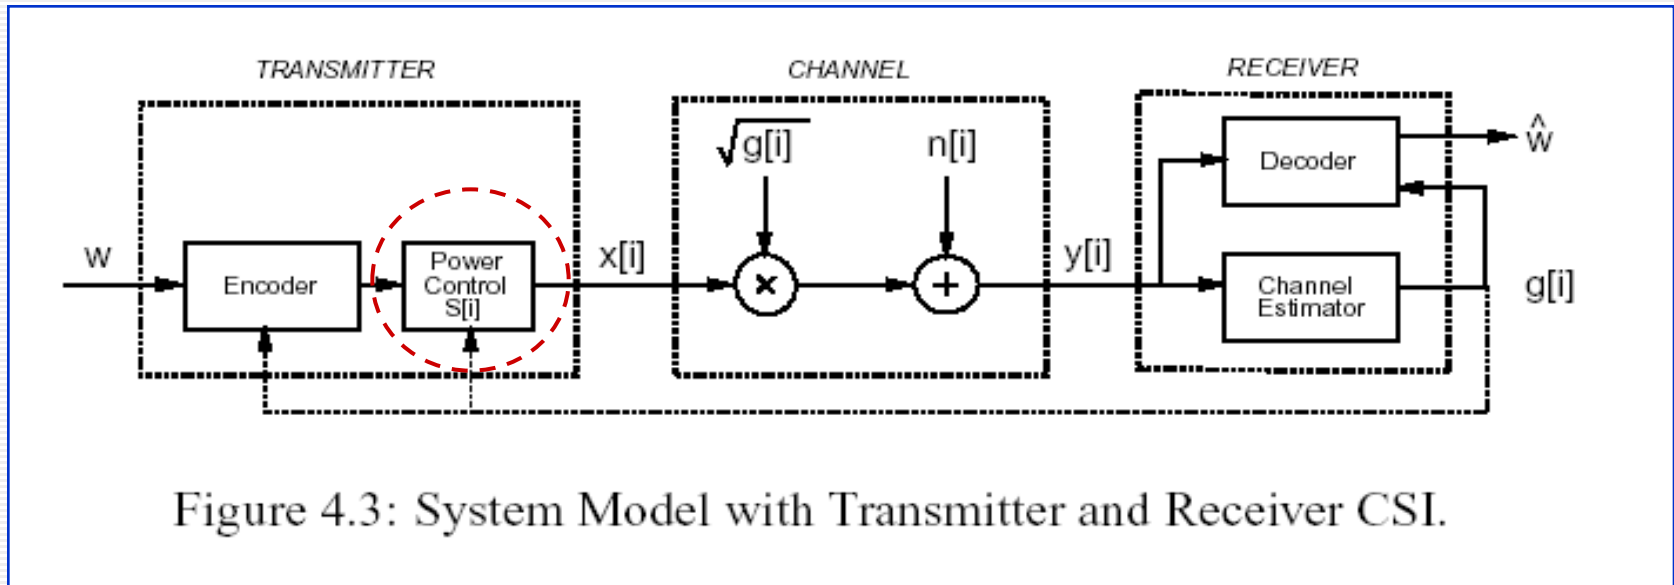 TRANSMITTER
CHANNEL
RECEIVER
√g[i]
n[i]
Decoder
ŵ
w
Encoder
Power
Control
S[i]
x[i]
×
+
y[i]
Channel
Estimator
g[i]
Figure 4.3: System Model with Transmitter and Receiver CSI.